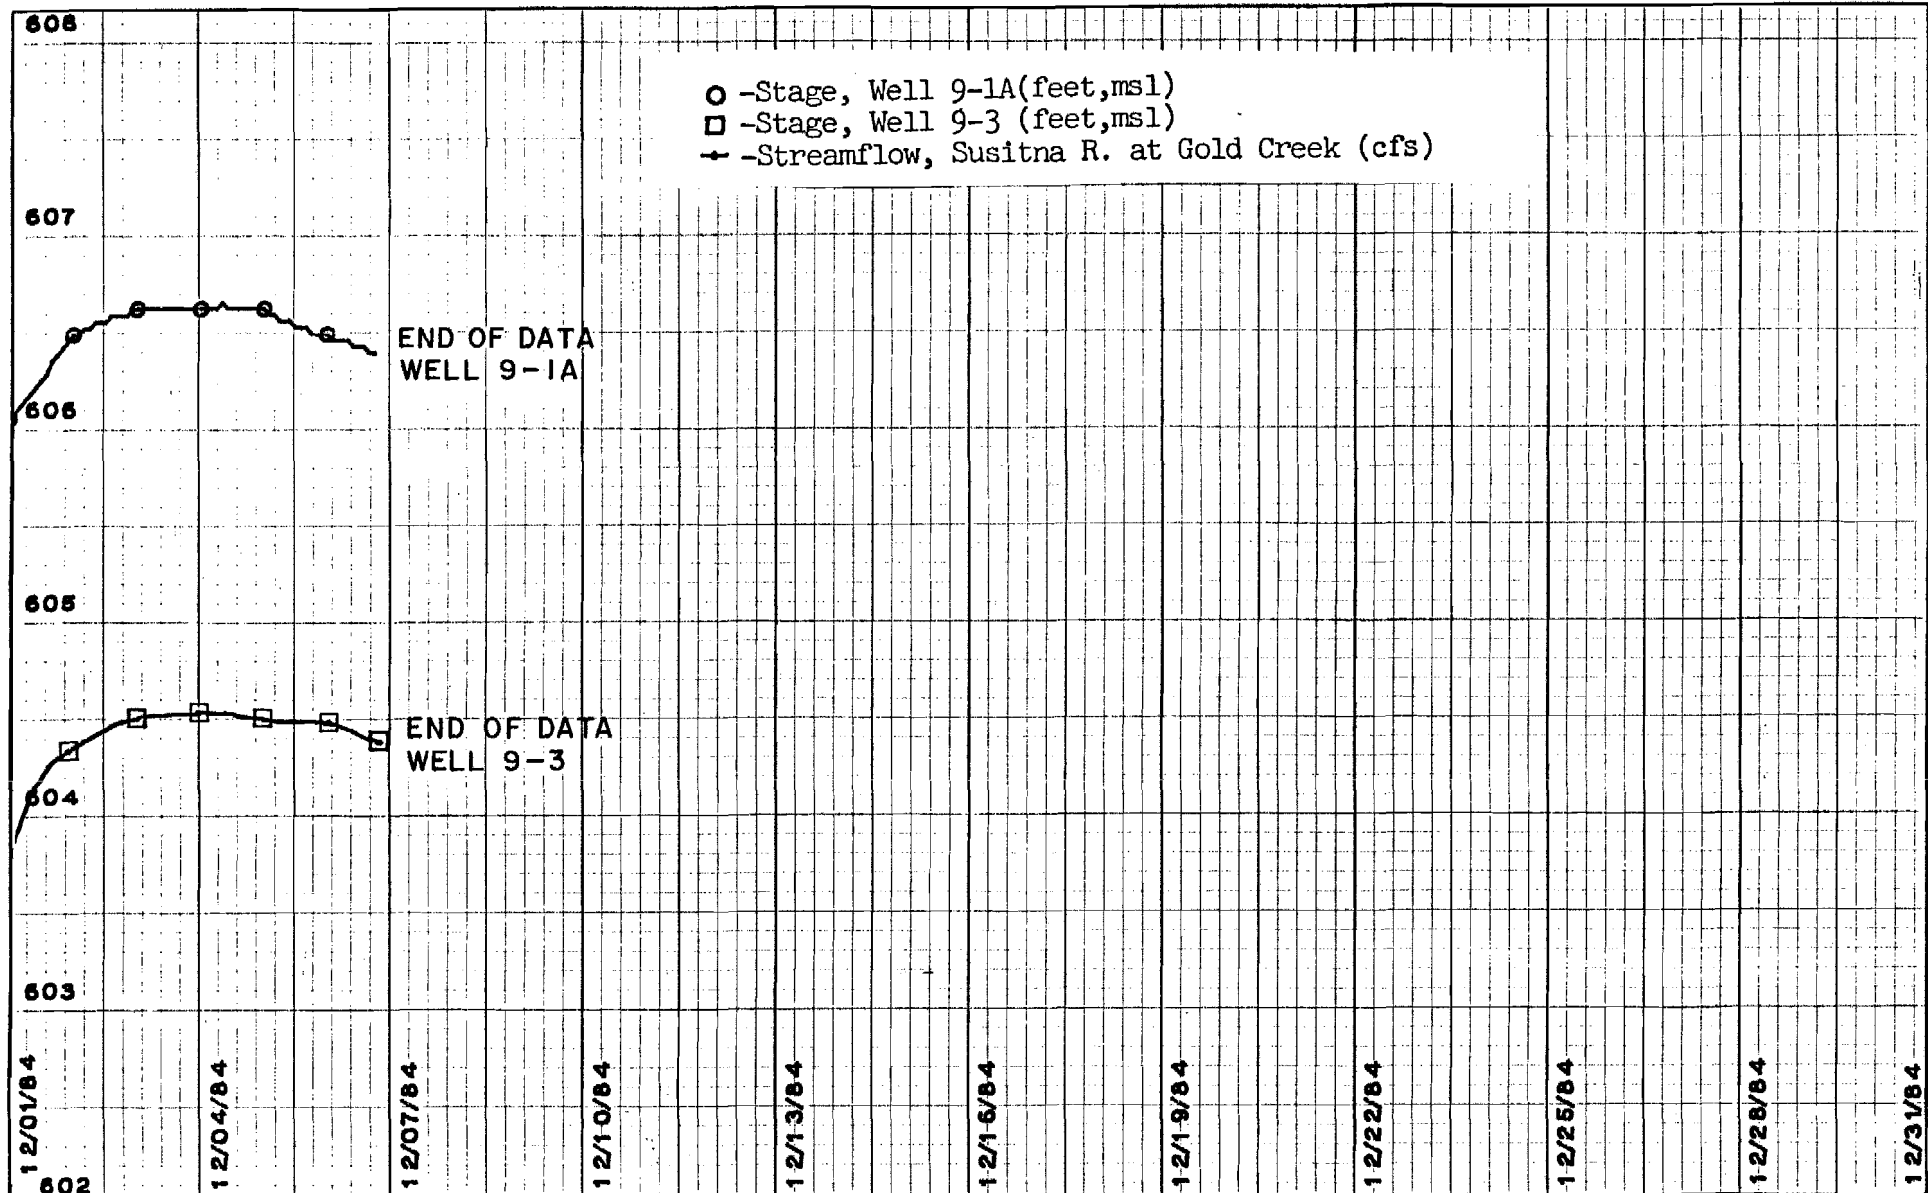 608
o -Stage, Well 9-1A(feet,msl)
□ -Stage, Well 9-3 (feet,msl)
-Streamflow, Susitna R. at Gold Creek (cfs)
607
END OF DATA
WELL 9-1A
606
605
END OF DATA
WELL 9-3
604
603
602
12/01/84
12/04/84
12/07/84
12/10/84
12/13/84
12/16/84
12/19/84
12/22/84
12/25/84
12/28/84
12/31/84